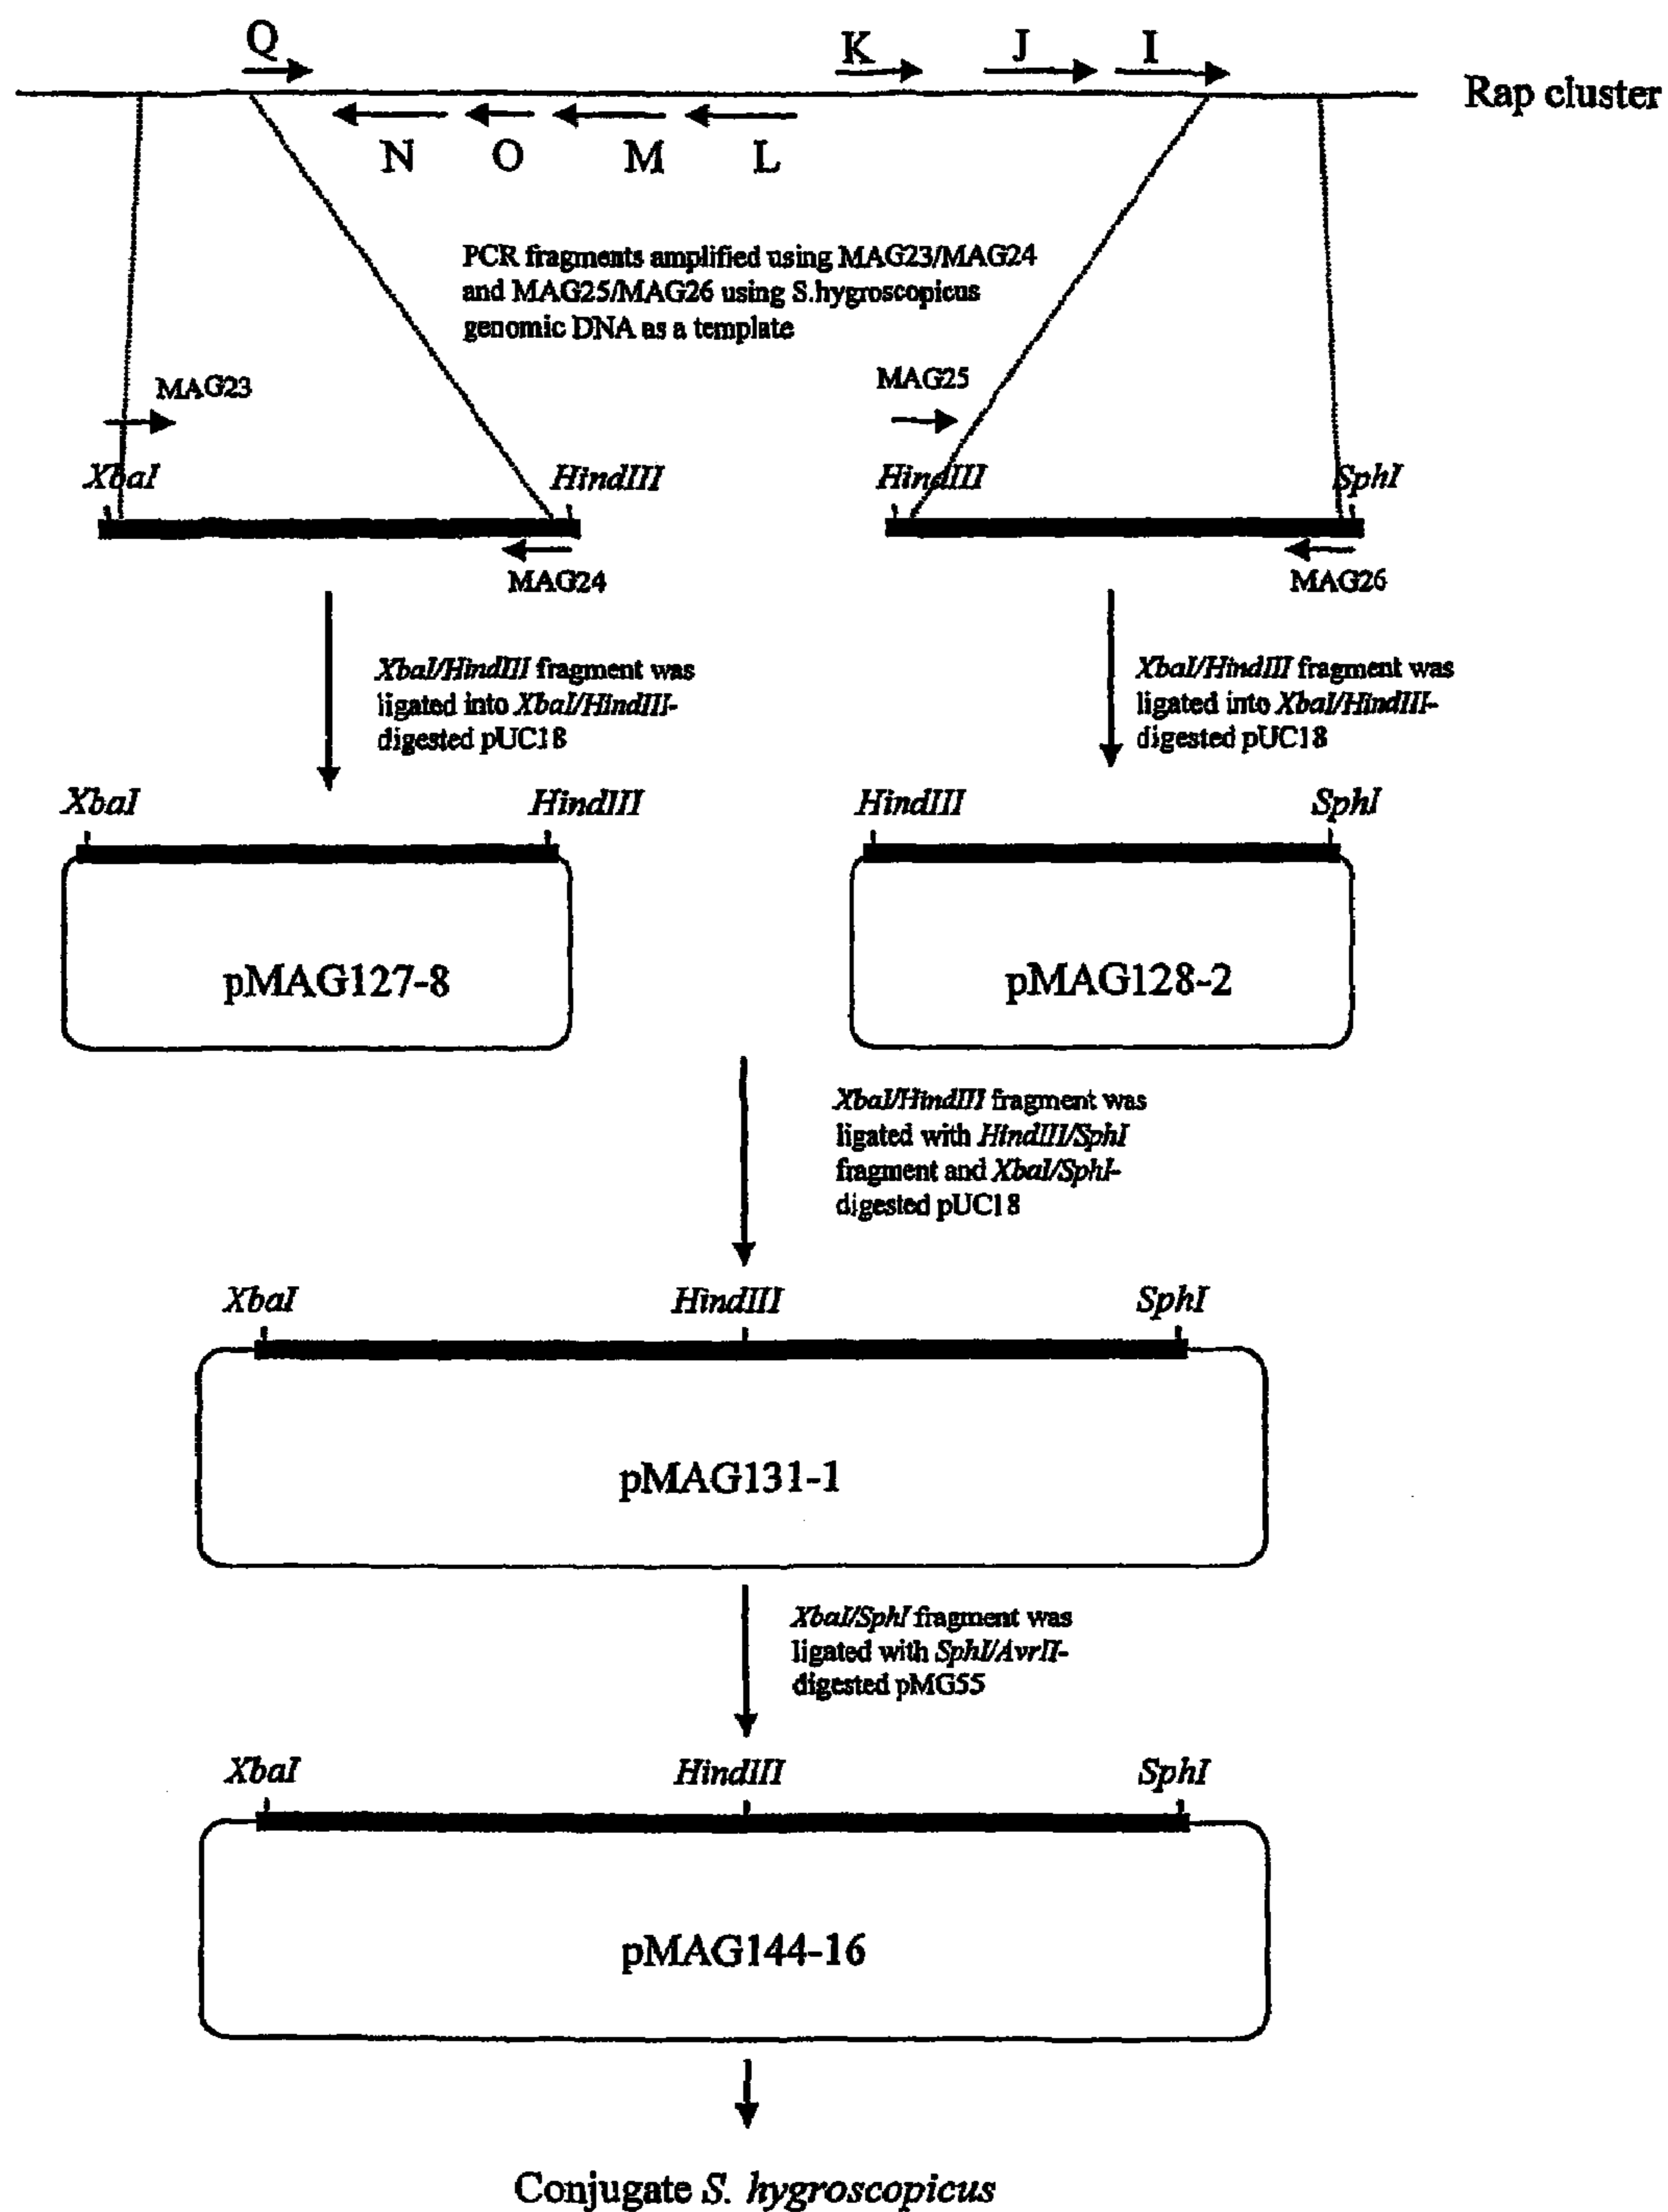 Q
K J I
Rap cluster
N O M L
PCR fragments amplified using MAG23/MAG24
and MAG25/MAG26 using S.hygroscopicus
genomic DNA as a template
MAG23
MAG25
XbaI HindIII
HindIII SphI
MAG24
MAG26
XbaI/HindIII fragment was
ligated into XbaI/HindIII-
digested pUC18
XbaI/HindIII fragment was
ligated into XbaI/HindIII-
digested pUC18
XbaI HindIII
HindIII SphI
pMAG127-8
pMAG128-2
XbaI/HindIII fragment was
ligated with HindIII/SphI
fragment and XbaI/SphI-
digested pUC18
XbaI HindIII SphI
pMAG131-1
XbaI/SphI fragment was
ligated with SphI/AvrII-
digested pMG55
XbaI HindIII SphI
pMAG144-16
Conjugate S. hygroscopicus